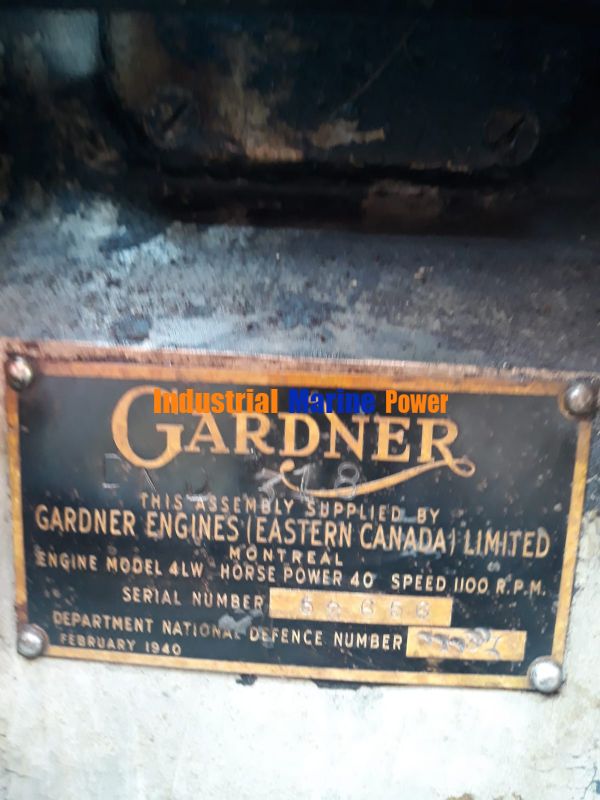 Industrial Marine Power
GARDNER
THIS ASSEMBLY SUPPLIED BY
GARDNER ENGINES (EASTERN CANADA) LIMITED
MONTREAL
ENGINE MODEL 4LW HORSE POWER 40 SPEED 1100 R.P.M.
SERIAL NUMBER
DEPARTMENT NATIONAL DEFENCE NUMBER
FEBRUARY 1940